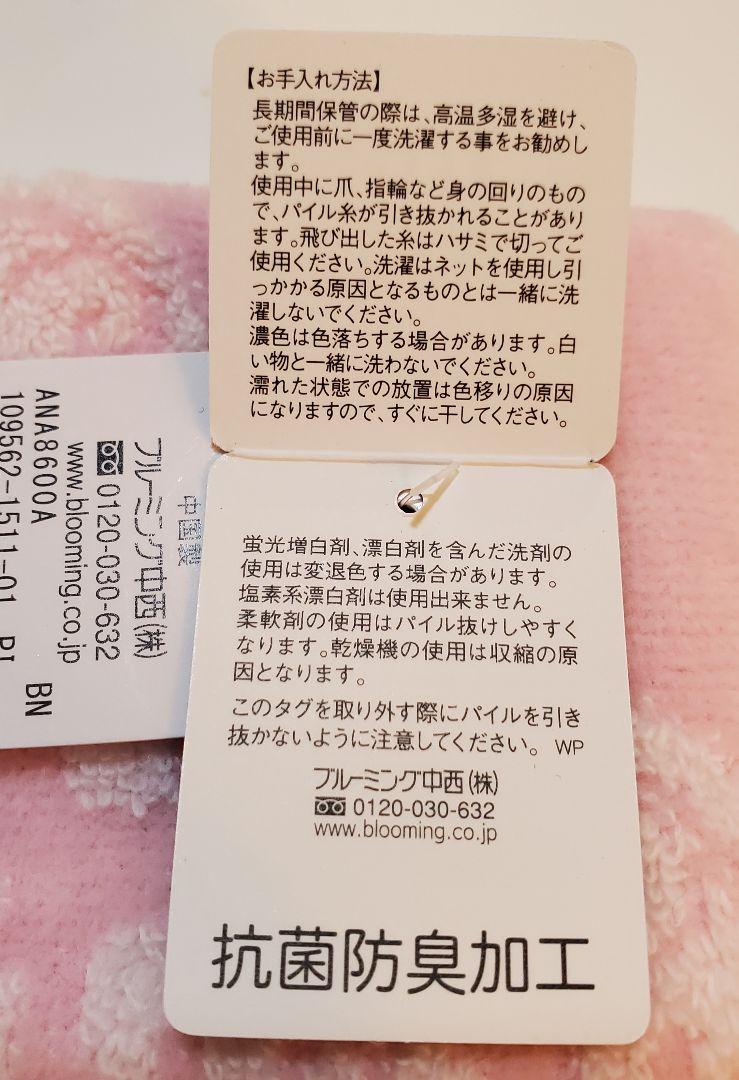 【お手入れ方法】
長期間保管の際は、高温多湿を避け、
ご使用前に一度洗濯する事をお勧めし
ます。
使用中に爪、指輪など身の回りのもの
で、パイル糸が引き抜かれることがあり
ます。飛び出した糸はハサミで切ってご
使用ください。洗濯はネットを使用し引
っかかる原因となるものとは一緒に洗
濯しないでください。
濃色は色落ちする場合があります。白
い物と一緒に洗わないでください。
濡れた状態での放置は色移りの原因
になりますので、すぐに干してください。
蛍光増白剤、漂白剤を含んだ洗剤の
使用は変退色する場合があります。
塩素系漂白剤は使用出来ません。
柔軟剤の使用はパイル抜けしやすく
なります。乾燥機の使用は収縮の原
因となります。
このタグを取り外す際にパイルを引き
抜かないように注意してください。 WP
ブルーミング中西(株)
0120-030-632
www.blooming.co.jp
抗菌防臭加工
中国製
ブルーミング中西(株)
0120-030-632
www.blooming.co.jp
ANA8600A BN
109562-1511-01